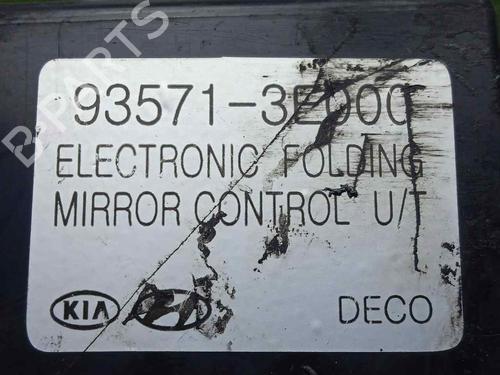 93571-3E000
ELECTRONIC FOLDING
MIRROR CONTROL U/T
KIA
DECO